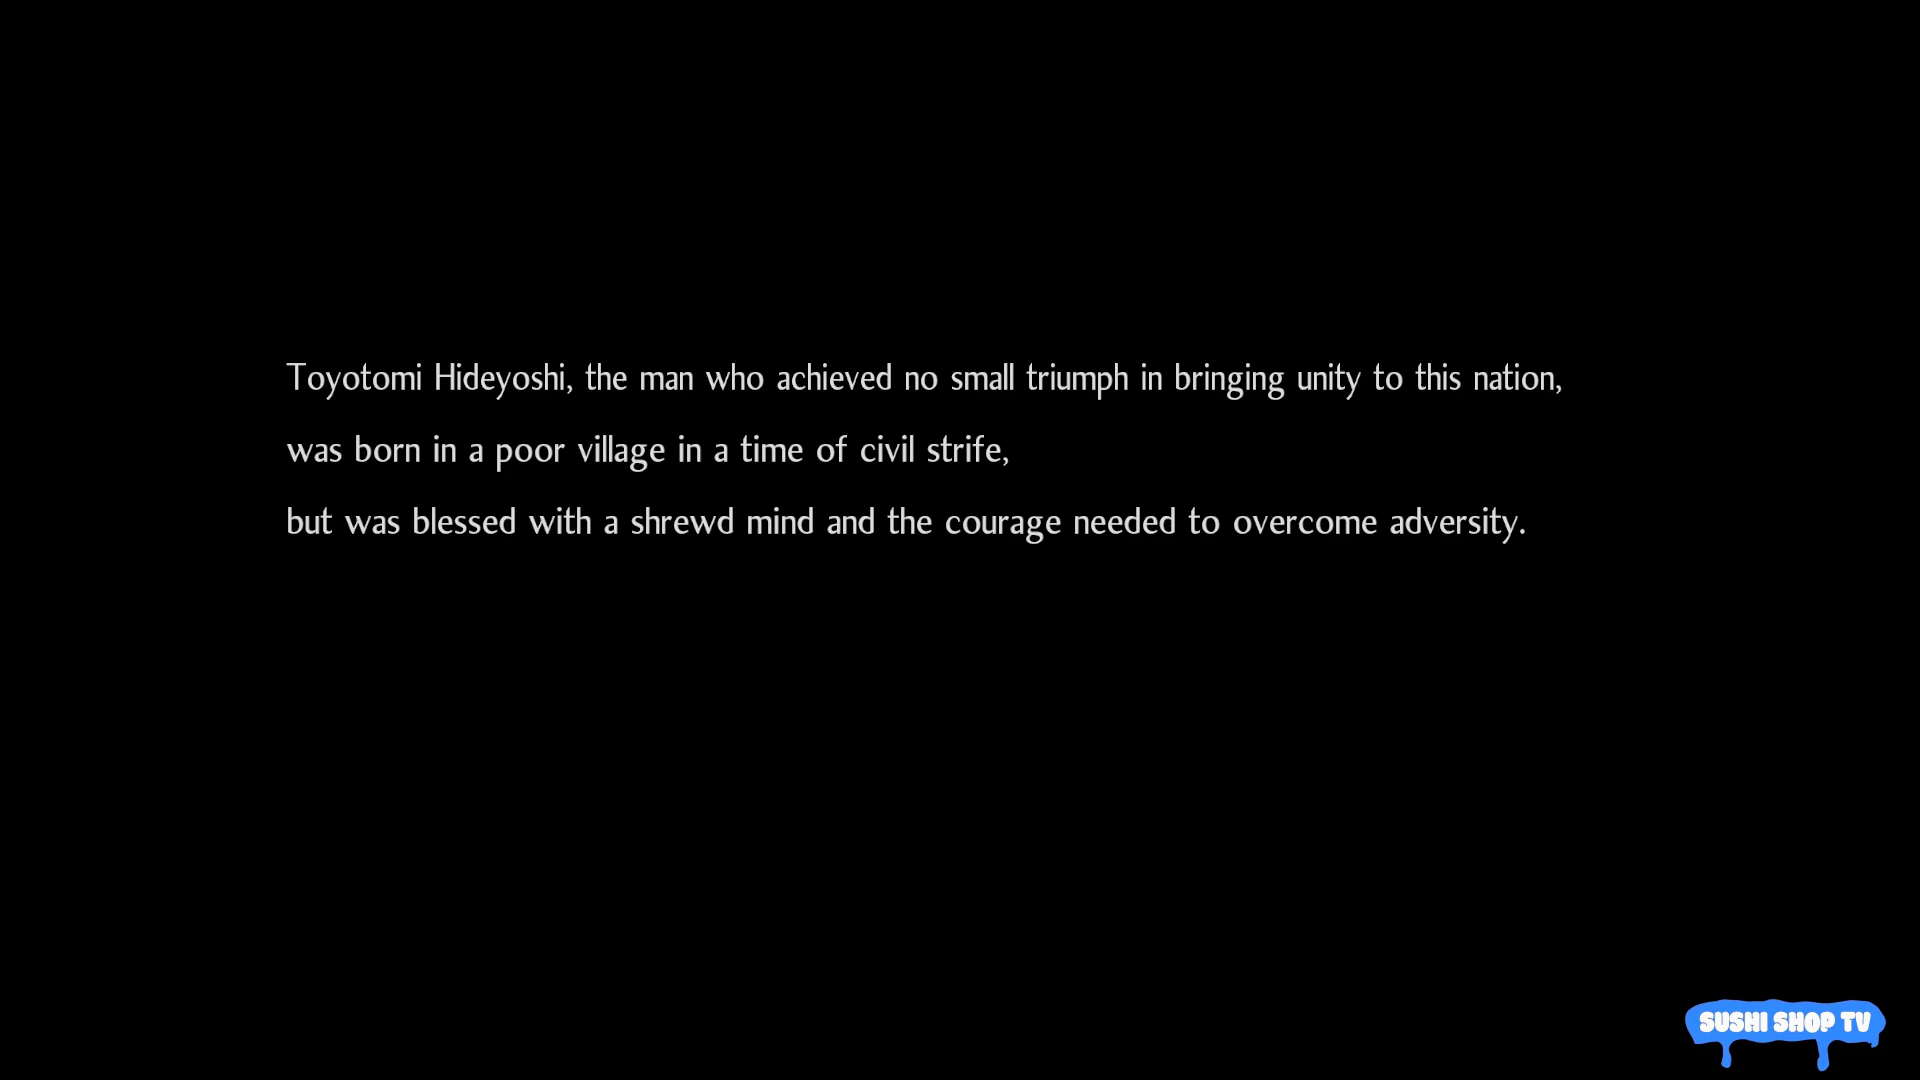 Toyotomi Hideyoshi, the man who achieved no small triumph in bringing unity to this nation,
was born in a poor village in a time of civil strife,
but was blessed with a shrewd mind and the courage needed to overcome adversity.
SUSHI SHOP TV